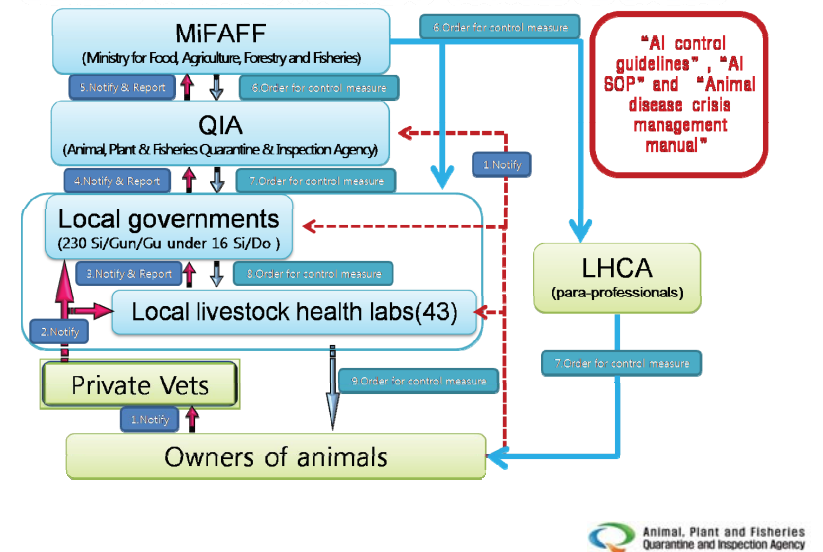 MiFAFF
(Ministry for Food, Agriculture, Forestry and Fisheries)
6.Order for control measure
"AI control
guidelines" , "AI
SOP" and "Animal
disease crisis
management
manual"
5.Notify & Report
6.Order for control measure
QIA
(Animal, Plant & Fisheries Quarantine & Inspection Agency)
1.Notify
4.Notify & Report
7.Order for control measure
Local governments
(230 Si/Gun/Gu under 16 Si/Do )
3.Notify & Report
8.Order for control measure
LHCA
(para-professionals)
Local livestock health labs(43)
2.Notify
Private Vets
9.Order for control measure
7.Order for control measure
1.Notify
Owners of animals
Animal, Plant and Fisheries
Quarantine and Inspection Agency